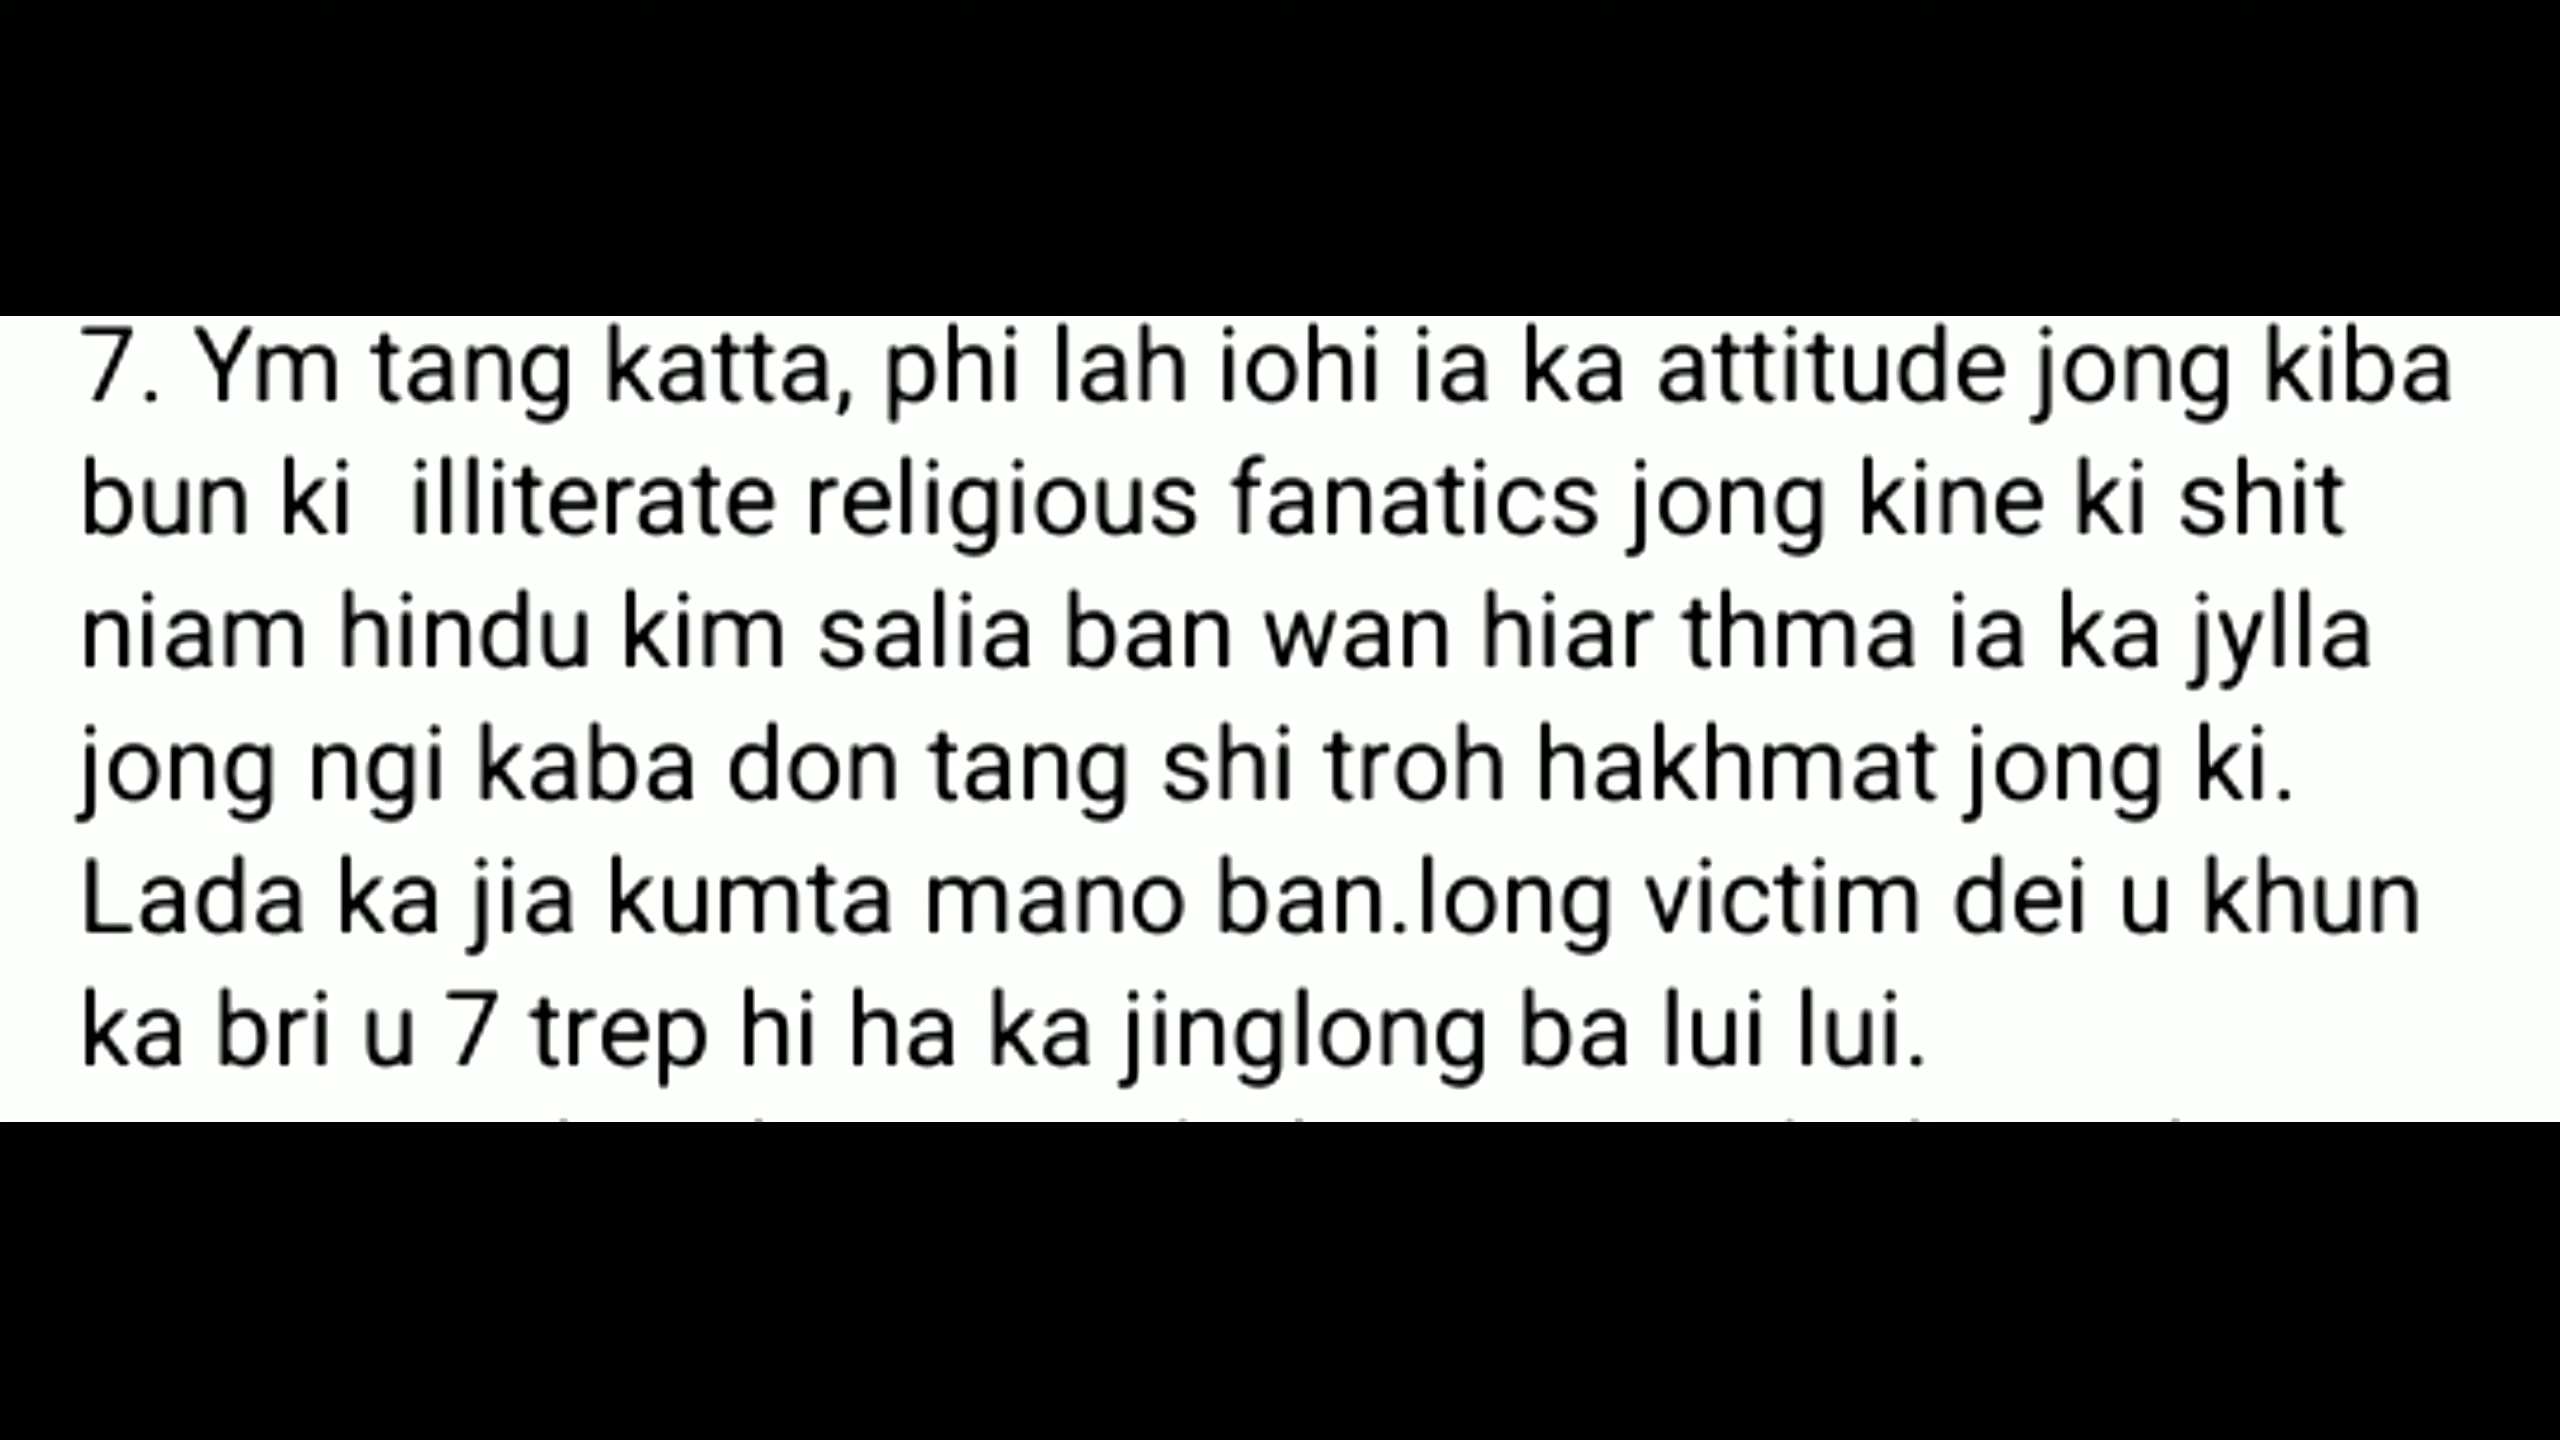 7. Ym tang katta, phi lah iohi ia ka attitude jong kiba
bun ki  illiterate religious fanatics jong kine ki shit
niam hindu kim salia ban wan hiar thma ia ka jylla
jong ngi kaba don tang shi troh hakhmat jong ki.
Lada ka jia kumta mano ban.long victim dei u khun
ka bri u 7 trep hi ha ka jinglong ba lui lui.